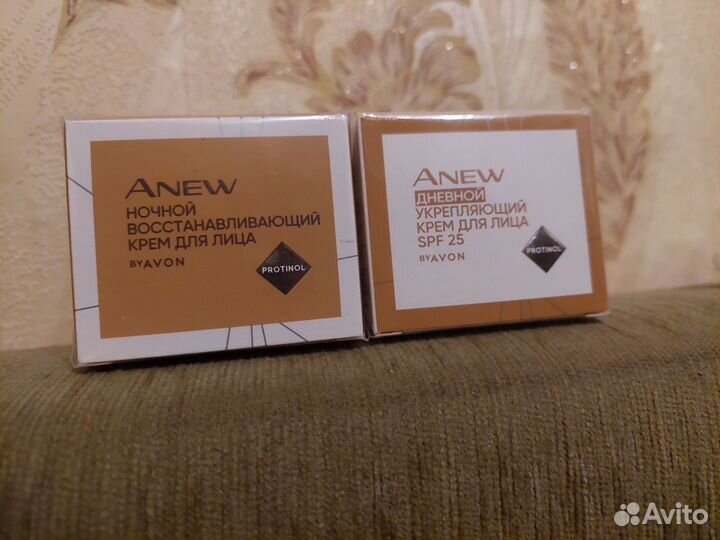 ANEW
НОЧНОЙ
ВОССТАНАВЛИВАЮЩИЙ
КРЕМ ДЛЯ ЛИЦА
BY AVON
PROTINOL
ANEW
ДНЕВНОЙ
УКРЕПЛЯЮЩИЙ
КРЕМ ДЛЯ ЛИЦА
SPF 25
BY AVON
PROTINOL
Avito